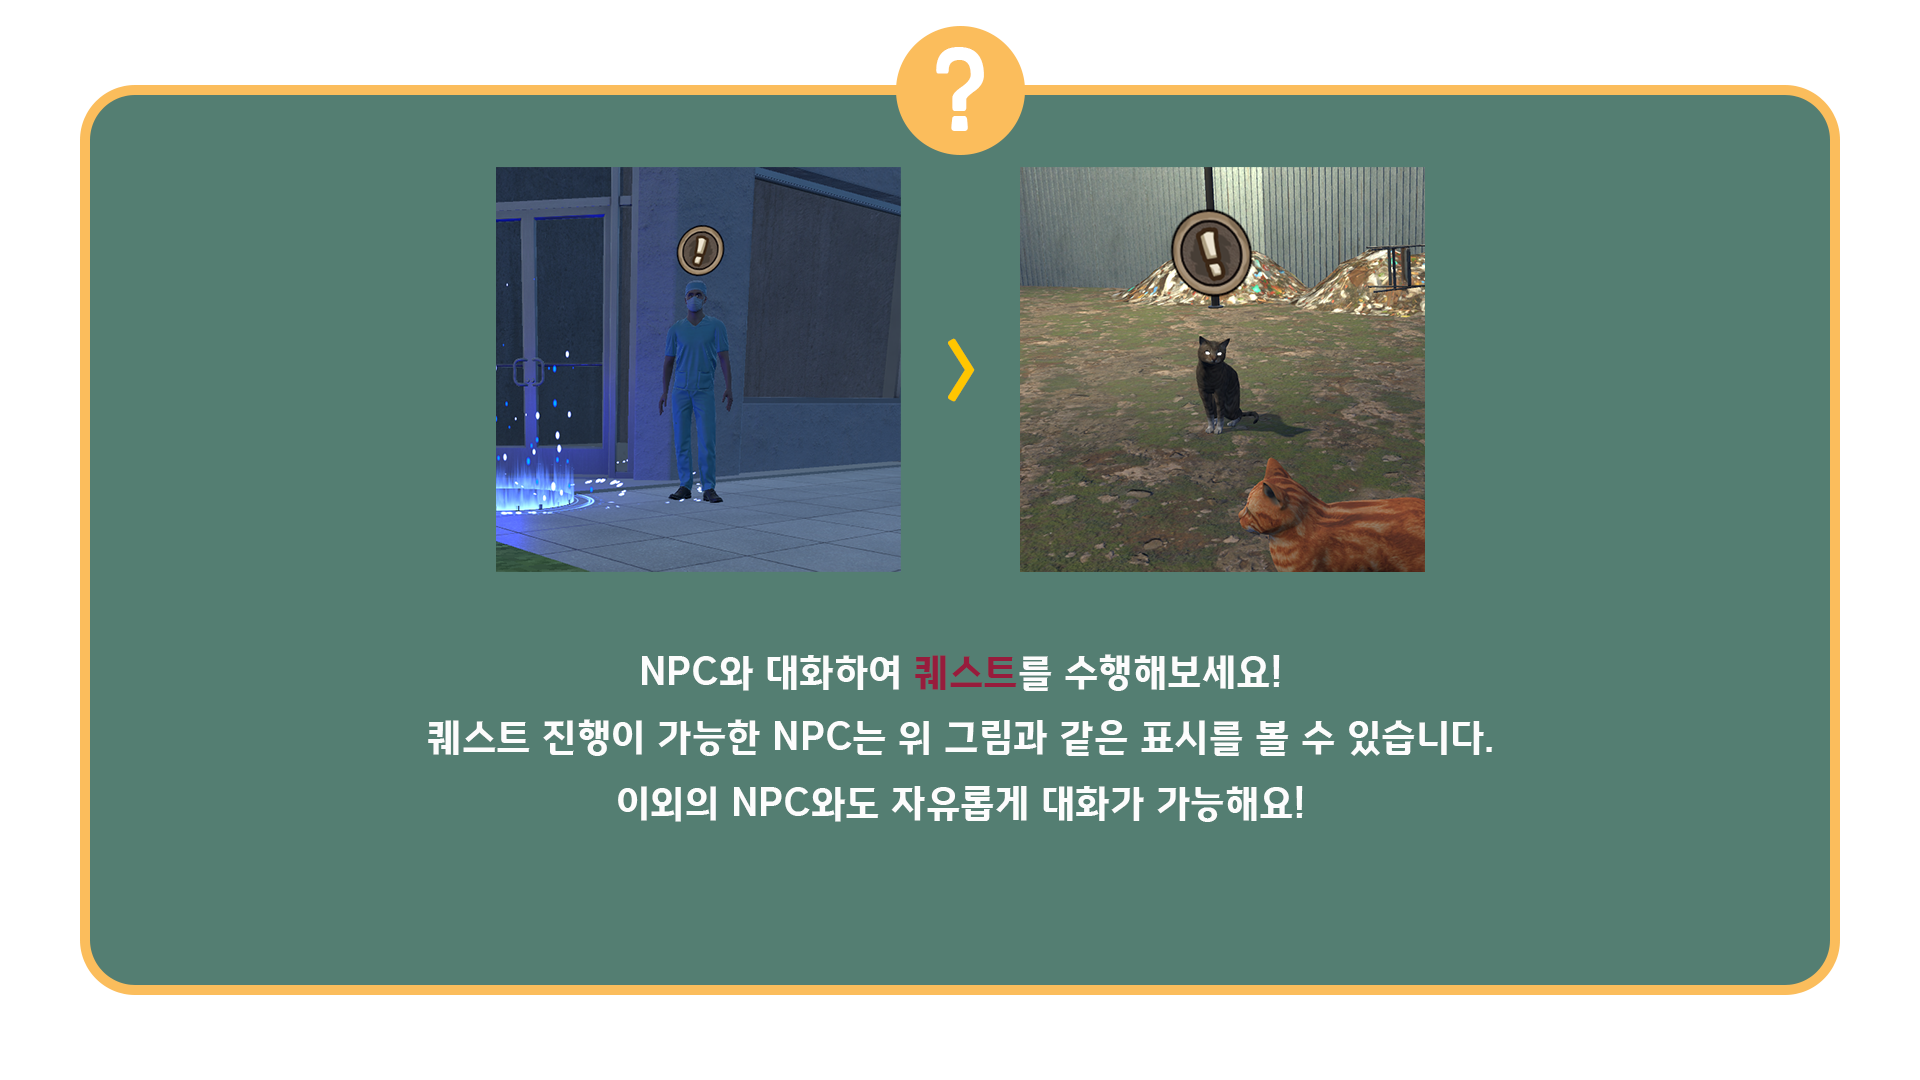 ?
!
!
NPC와 대화하여 퀘스트를 수행해보세요!
퀘스트 진행이 가능한 NPC는 위 그림과 같은 표시를 볼 수 있습니다.
이외의 NPC와도 자유롭게 대화가 가능해요!